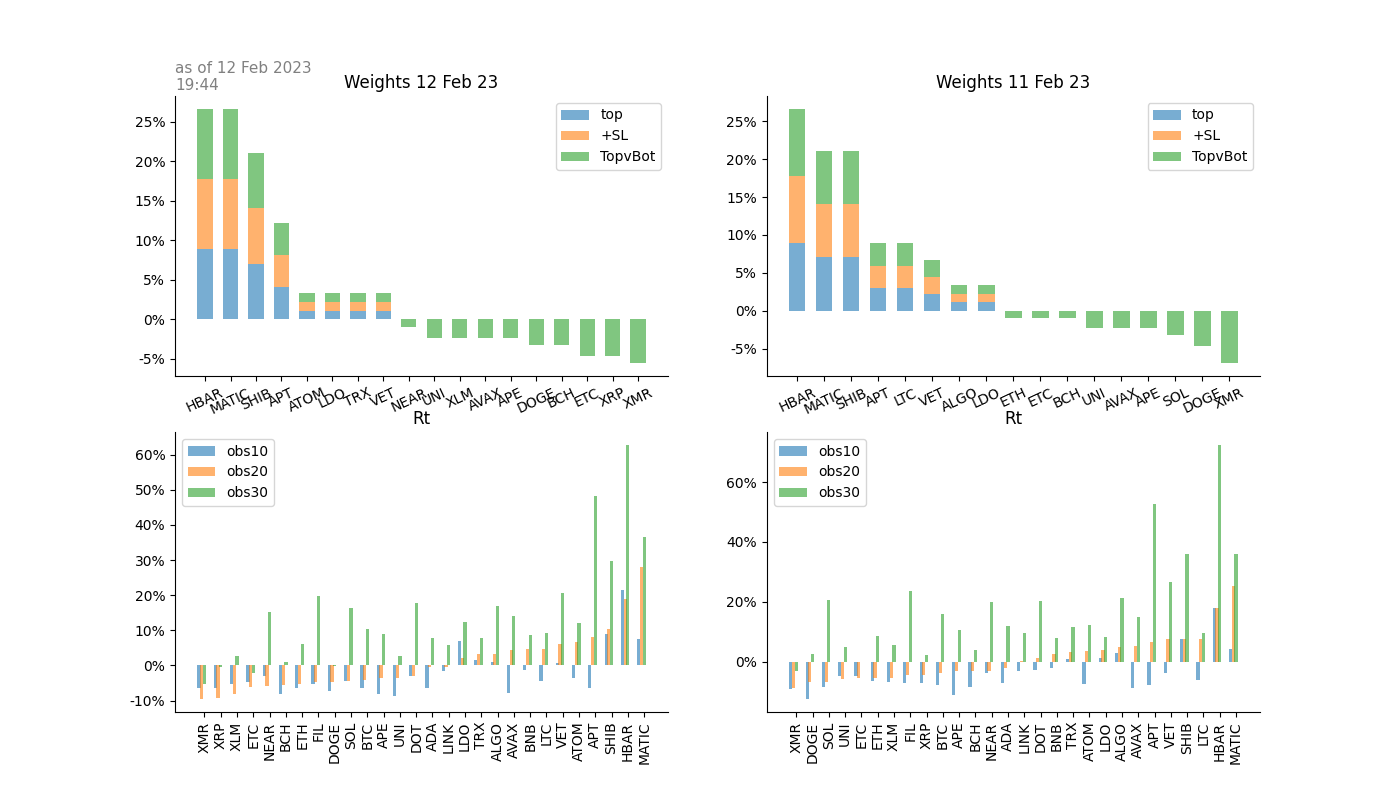 as of 12 Feb 2023
19:44
Weights 12 Feb 23
25%
20%
15%
10%
5%
0%
-5%
top
+SL
TopvBot
HBAR MATIC SHIB APT ATOM LDO TRX VET NEAR UNI XLM AVAX APE DOGE BCH ETC XRP XMR
Weights 11 Feb 23
25%
20%
15%
10%
5%
0%
-5%
top
+SL
TopvBot
HBAR MATIC SHIB APT LTC VET ALGO LDO ETH ETC BCH UNI AVAX APE SOL DOGE XMR
Rt
60%
50%
40%
30%
20%
10%
0%
-10%
obs10
obs20
obs30
XMR XRP XLM ETC NEAR BCH ETH FIL DOGE SOL BTC APE UNI DOT ADA LINK LDO TRX ALGO AVAX BNB LTC VET ATOM APT SHIB HBAR MATIC
Rt
60%
40%
20%
0%
obs10
obs20
obs30
XMR DOGE SOL UNI ETC ETH XLM FIL XRP BTC APE BCH NEAR ADA LINK DOT BNB TRX ATOM LDO ALGO AVAX APT VET SHIB LTC HBAR MATIC